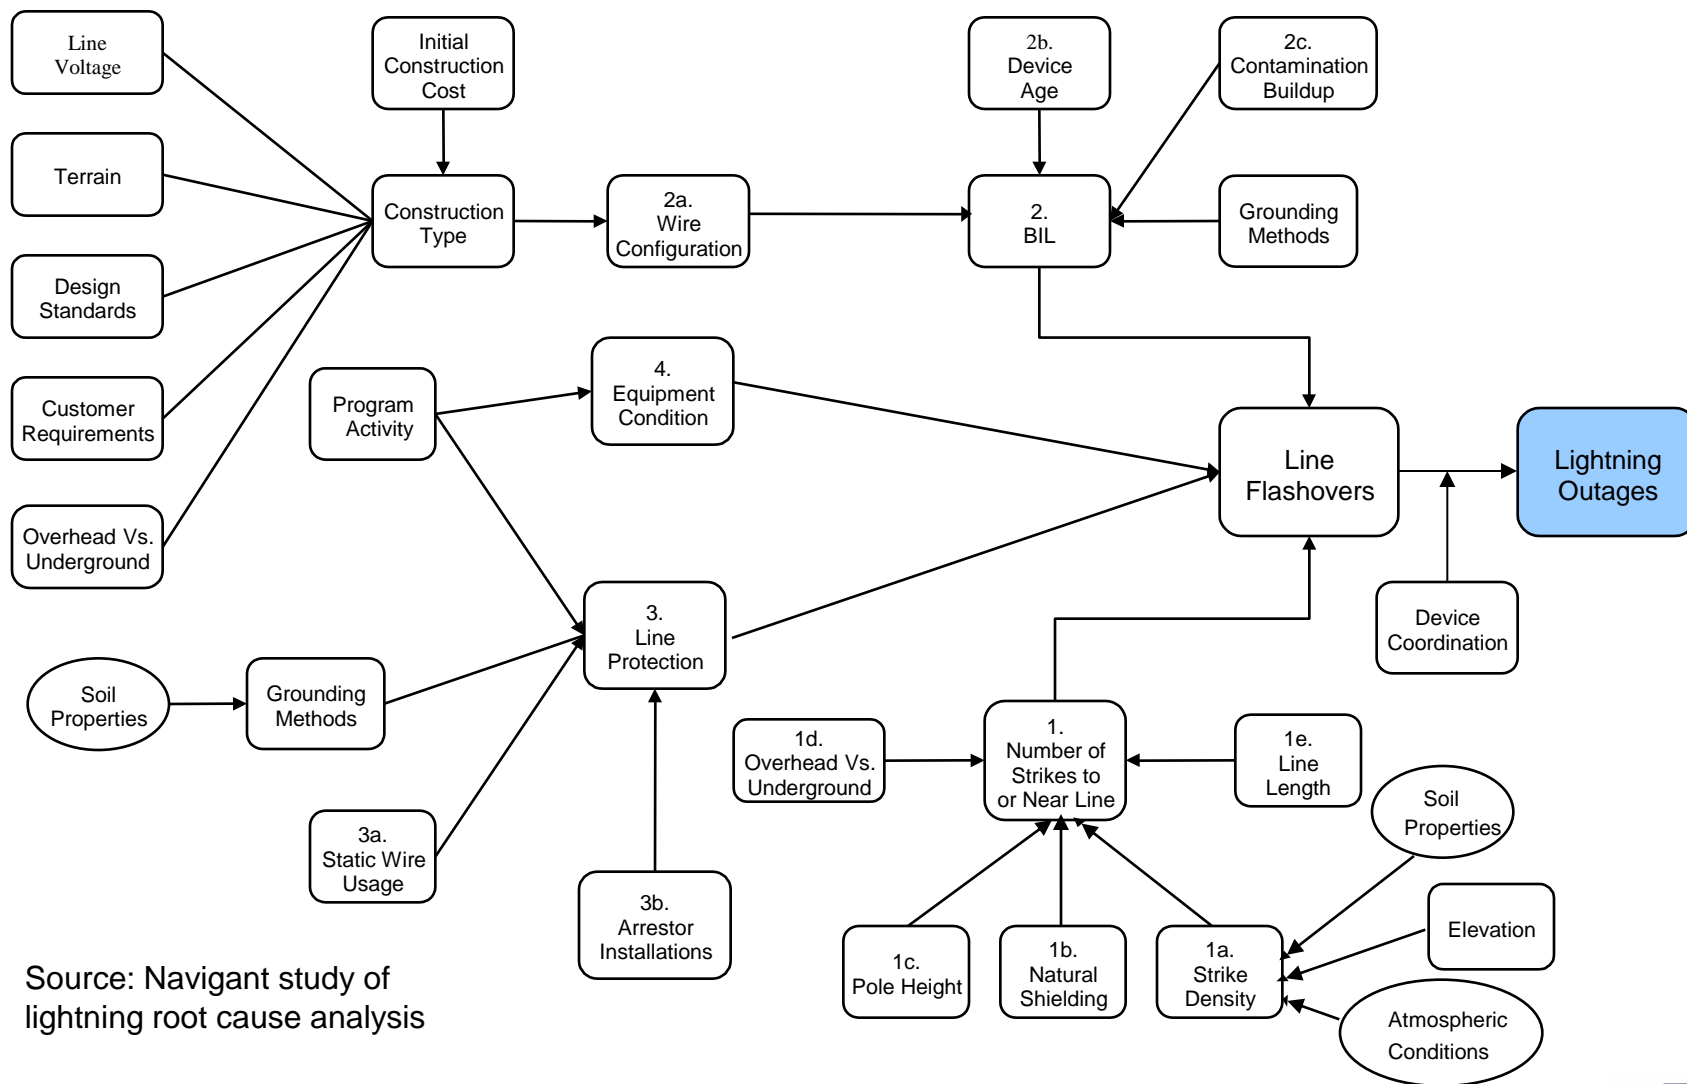 Line
Voltage
Initial
Construction
Cost
2b.
Device
Age
2c.
Contamination
Buildup
Terrain
Construction
Type
2a.
Wire
Configuration
2.
BIL
Grounding
Methods
Design
Standards
Customer
Requirements
Program
Activity
4.
Equipment
Condition
Line
Flashovers
Lightning
Outages
Overhead Vs.
Underground
3.
Line
Protection
Device
Coordination
Soil
Properties
Grounding
Methods
1d.
Overhead Vs.
Underground
1.
Number of
Strikes to
or Near Line
1e.
Line
Length
Soil
Properties
3a.
Static Wire
Usage
3b.
Arrestor
Installations
1c.
Pole Height
1b.
Natural
Shielding
1a.
Strike
Density
Elevation
Atmospheric
Conditions
Source: Navigant study of
lightning root cause analysis